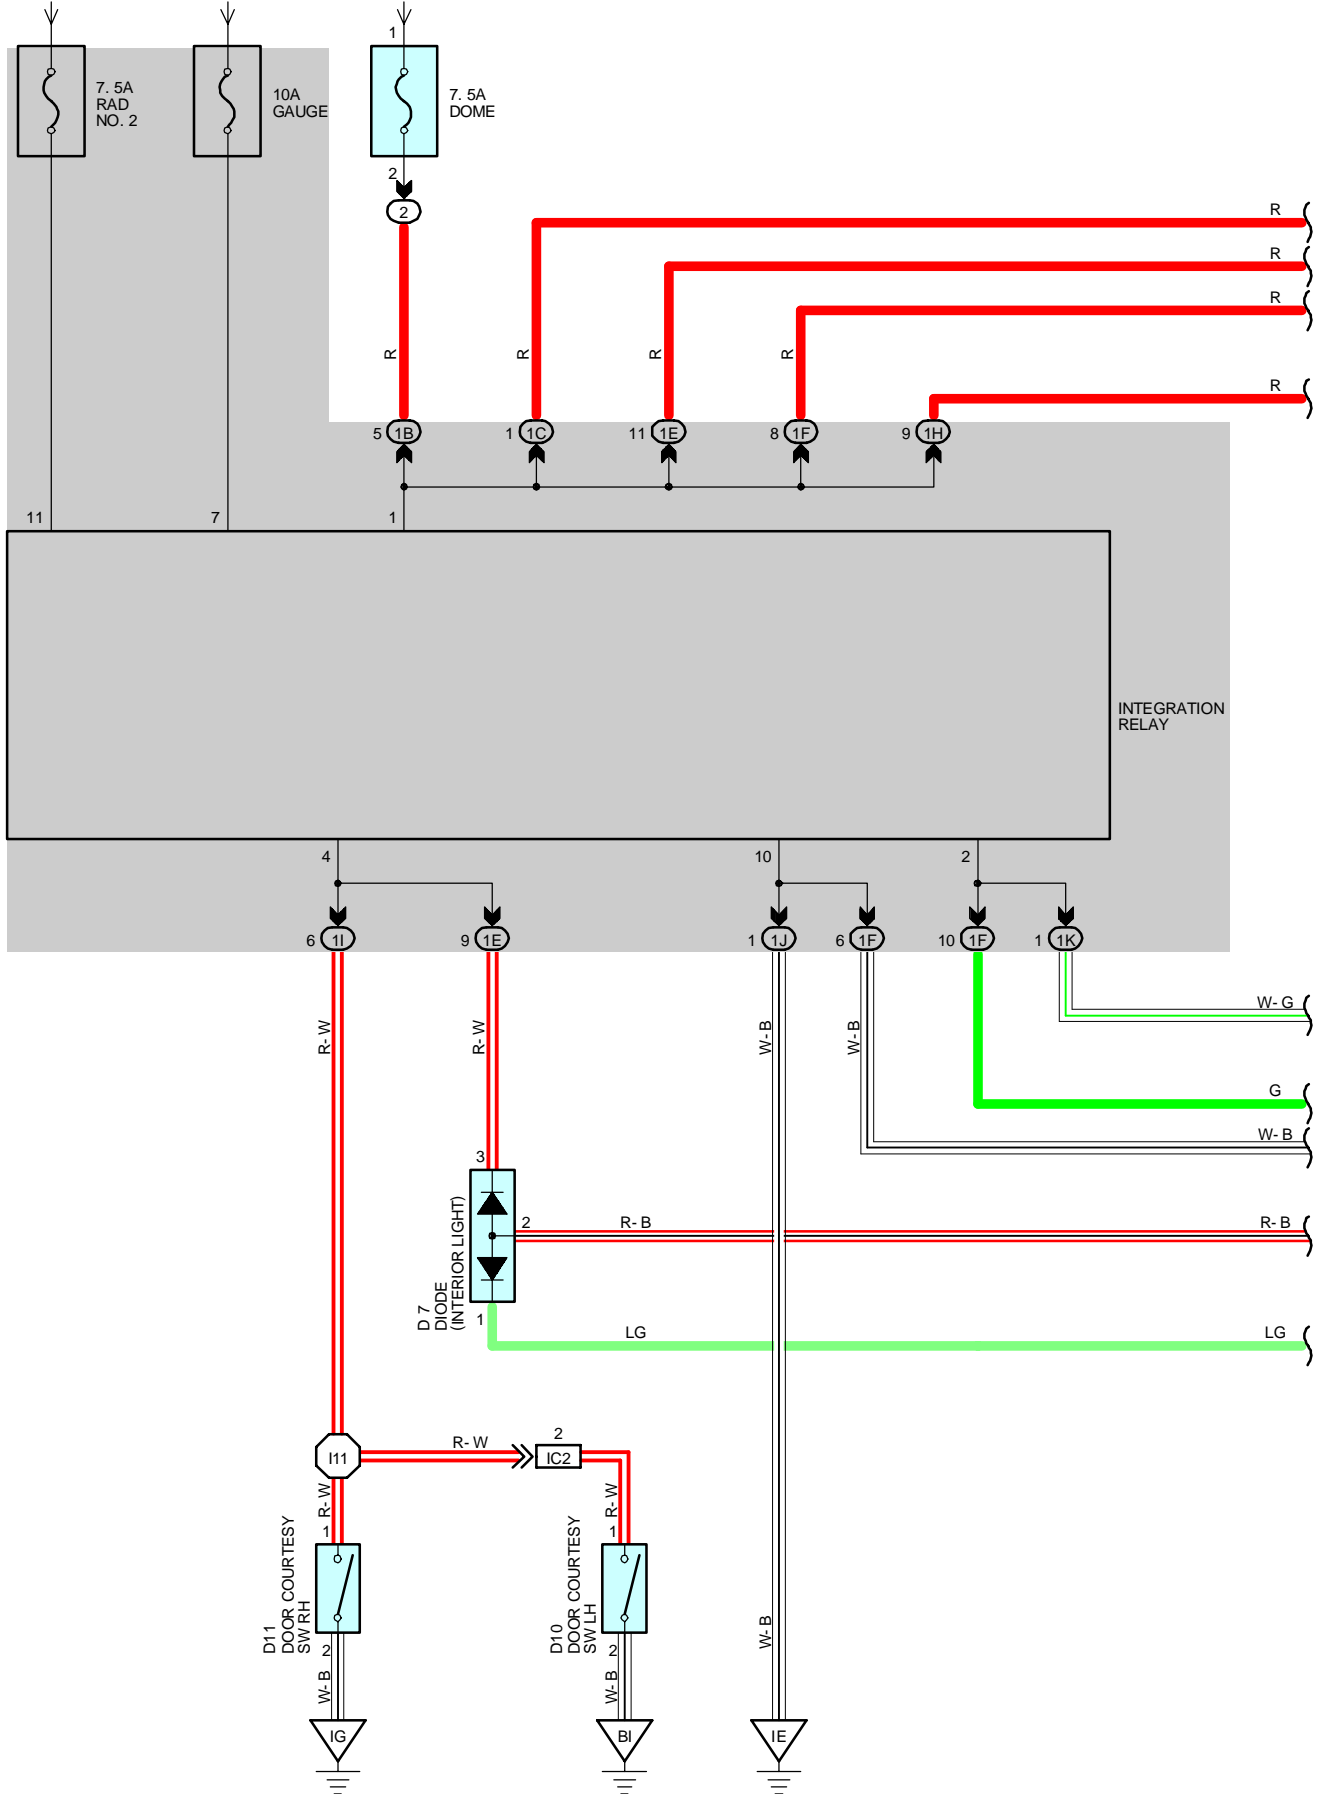 1
7. 5A
RAD
NO. 2
10A
GAUGE
7. 5A
DOME
2
2
R
R
R
R
R
R
R
R
5 1B
1 1C
11 1E
8 1F
9 1H
11
7
1
INTEGRATION
RELAY
4
10
2
6 1I
9 1E
1 1J
6 1F
10 1F
1 1K
W- G
R- W
R- W
W- B
W- B
G
W- B
3
2
R- B
R- B
D 7
DIODE
(INTERIOR LIGHT)
1
LG
LG
I11
R- W
2
IC2
R- W
R- W
1
1
D11
DOOR COURTESY
SW RH
D10
DOOR COURTESY
SW LH
W- B
2
2
W- B
W- B
IG
BI
IE